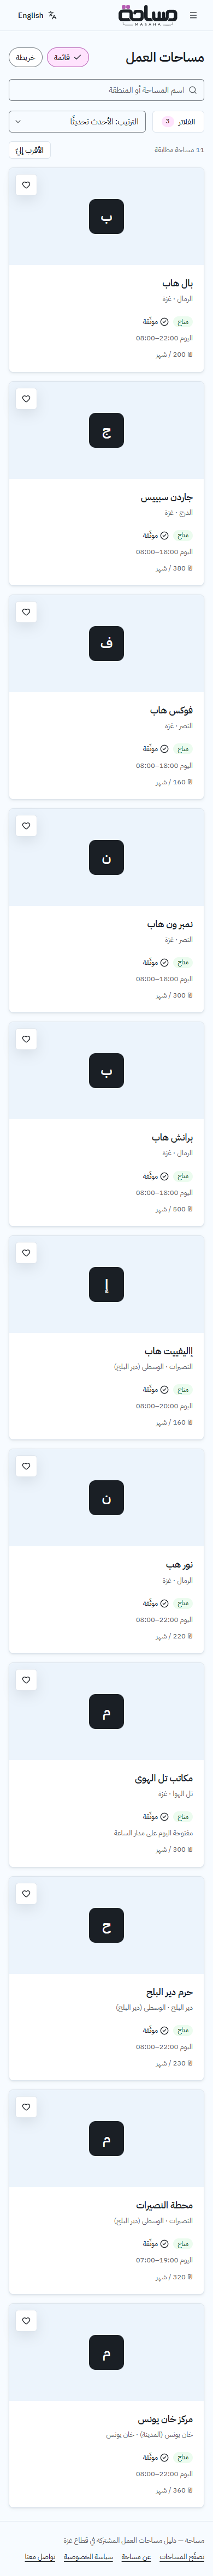 مساحة
MASAHA
English
مساحات العمل
قائمة
خريطة
اسم المساحة أو المنطقة
الفلاتر 3
الترتيب: الأحدث تحديثًا
11 مساحة مطابقة
الأقرب إليّ
ب
بال هاب
الرمال · غزة
متاح موثّقة
اليوم 22:00–08:00
₪ 200 / شهر
ج
جاردن سبيس
الدرج · غزة
متاح موثّقة
اليوم 18:00–08:00
₪ 380 / شهر
ف
فوكس هاب
النصر · غزة
متاح موثّقة
اليوم 18:00–08:00
₪ 160 / شهر
ن
نمبر ون هاب
النصر · غزة
متاح موثّقة
اليوم 18:00–08:00
₪ 300 / شهر
ب
برانش هاب
الرمال · غزة
متاح موثّقة
اليوم 18:00–08:00
₪ 500 / شهر
إ
إاليفييت هاب
النصيرات · الوسطى (دير البلح)
متاح موثّقة
اليوم 20:00–08:00
₪ 160 / شهر
ن
نور هب
الرمال · غزة
متاح موثّقة
اليوم 22:00–08:00
₪ 220 / شهر
م
مكاتب تل الهوى
تل الهوا · غزة
متاح موثّقة
مفتوحة اليوم على مدار الساعة
₪ 300 / شهر
ح
حرم دير البلح
دير البلح · الوسطى (دير البلح)
متاح موثّقة
اليوم 22:00–08:00
₪ 230 / شهر
م
محطة النصيرات
النصيرات · الوسطى (دير البلح)
متاح موثّقة
اليوم 19:00–07:00
₪ 320 / شهر
م
مركز خان يونس
خان يونس (المدينة) · خان يونس
متاح موثّقة
اليوم 22:00–08:00
₪ 360 / شهر
مساحة — دليل مساحات العمل المشتركة في قطاع غزة
تصفّح المساحات عن مساحة سياسة الخصوصية تواصل معنا